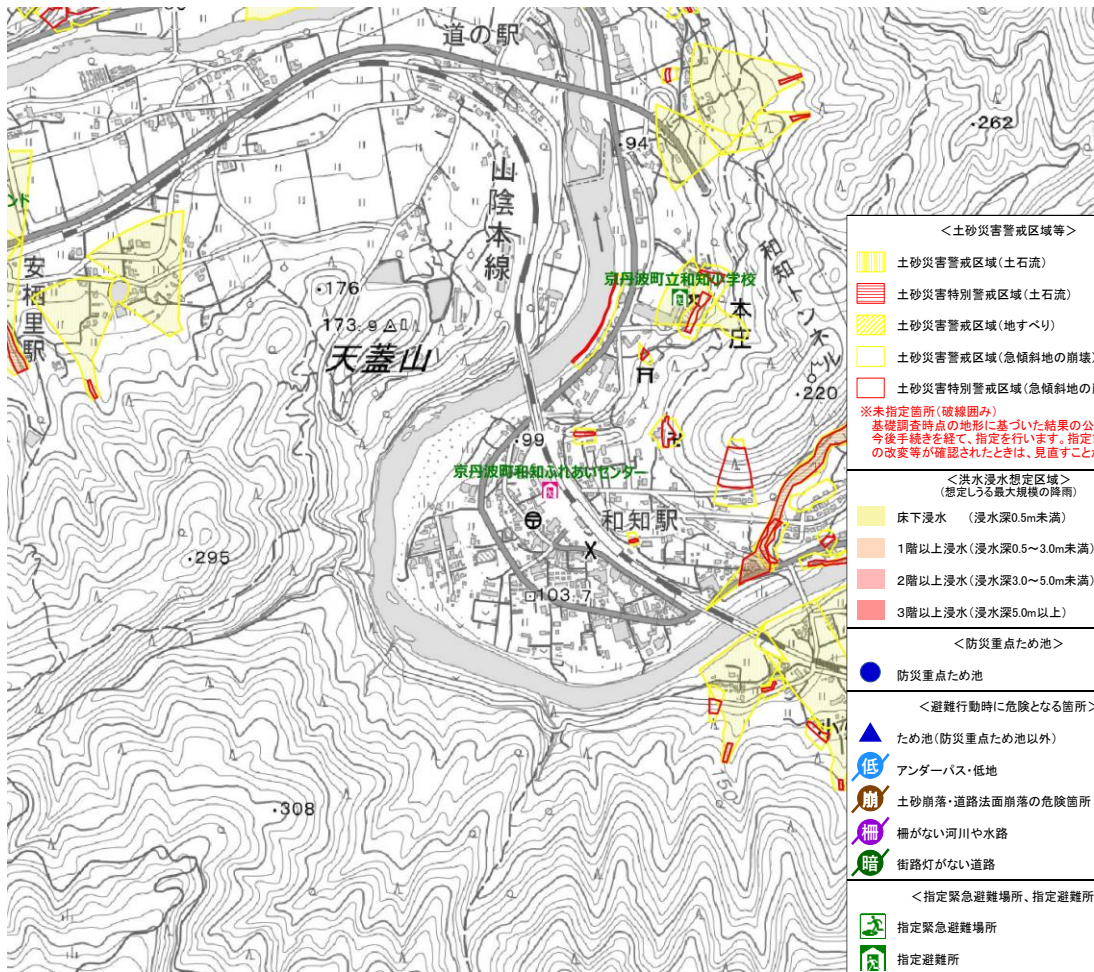 道の駅
・262
・94
山陰本線
ンド
安栖里駅
和知トンネル
京丹波町立和知小学校
本庄
・176
173.9
天蓋山
・220
・99
京丹波町和知ふれあいセンター
和知駅
・295
103.7
150
・308
＜土砂災害警戒区域等＞
土砂災害警戒区域(土石流)
土砂災害特別警戒区域(土石流)
土砂災害警戒区域(地すべり)
土砂災害警戒区域(急傾斜地の崩壊)
土砂災害特別警戒区域(急傾斜地の
※未指定箇所(破線囲み)
基礎調査時点の地形に基づいた結果の公
今後手続きを経て、指定を行います。指定
の改変等が確認されたときは、見直すことが
＜洪水浸水想定区域＞
(想定しうる最大規模の降雨)
床下浸水　(浸水深0.5m未満)
1階以上浸水(浸水深0.5～3.0m未満)
2階以上浸水(浸水深3.0～5.0m未満)
3階以上浸水(浸水深5.0m以上)
＜防災重点ため池＞
防災重点ため池
＜避難行動時に危険となる箇所＞
ため池(防災重点ため池以外)
低 アンダーパス・低地
崩 土砂崩落・道路法面崩落の危険箇所
柵 柵がない河川や水路
暗 街路灯がない道路
＜指定緊急避難場所、指定避難所
指定緊急避難場所
指定避難所